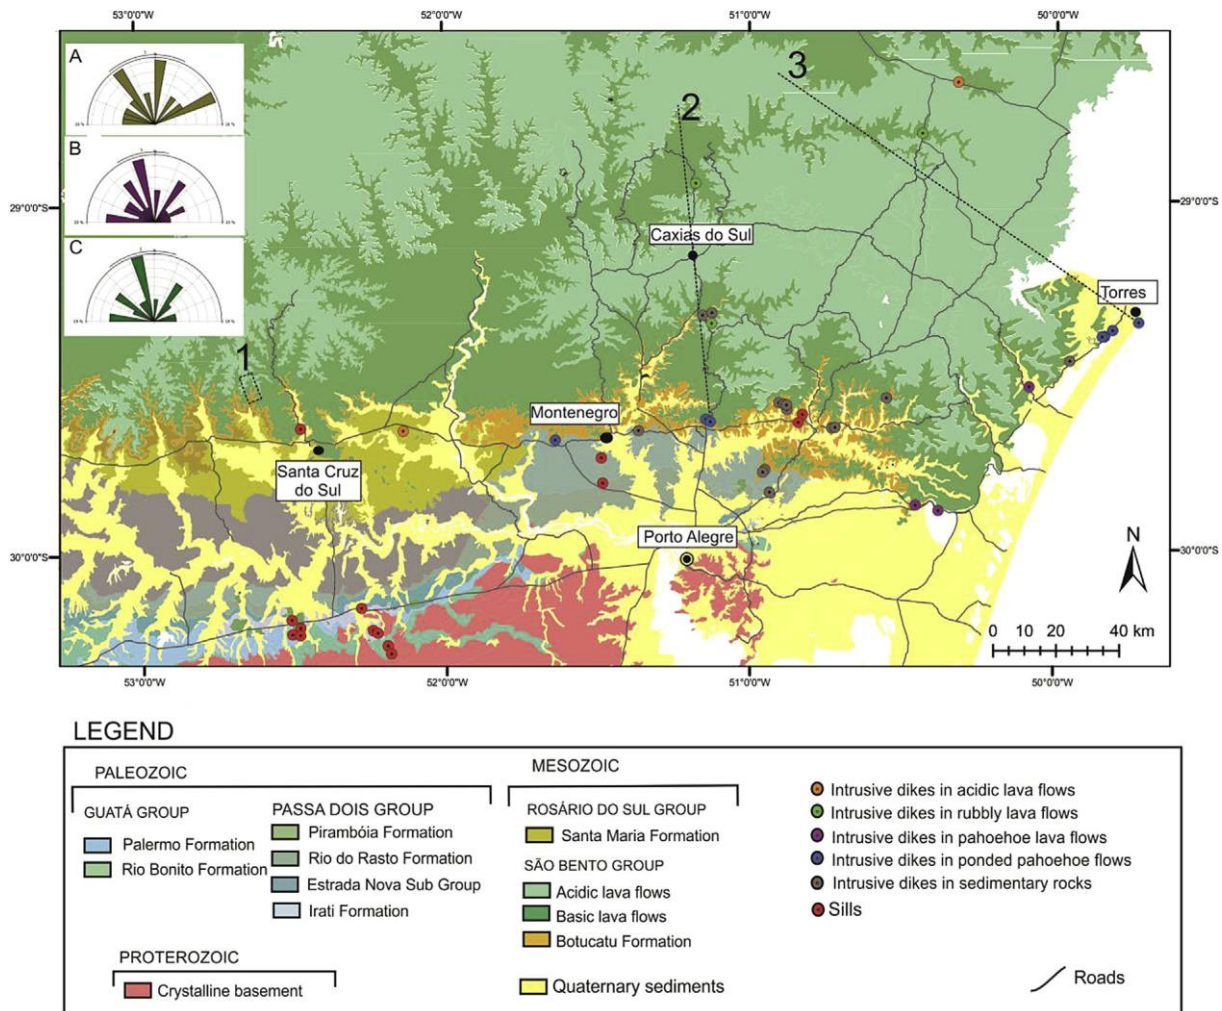 53°0'0"W
52°0'0"W
51°0'0"W
50°0'0"W
A
B
C
1
2
3
29°0'0"S
29°0'0"S
Caxias do Sul
Torres
Montenegro
Santa Cruz
do Sul
Porto Alegre
30°0'0"S
30°0'0"S
N
0 10 20 40 km
53°0'0"W
52°0'0"W
51°0'0"W
50°0'0"W
LEGEND
PALEOZOIC
GUATÁ GROUP
Palermo Formation
Rio Bonito Formation
PASSA DOIS GROUP
Pirambóia Formation
Rio do Rasto Formation
Estrada Nova Sub Group
Irati Formation
PROTEROZOIC
Crystalline basement
MESOZOIC
ROSÁRIO DO SUL GROUP
Santa Maria Formation
SÃO BENTO GROUP
Acidic lava flows
Basic lava flows
Botucatu Formation
Quaternary sediments
Intrusive dikes in acidic lava flows
Intrusive dikes in rubbly lava flows
Intrusive dikes in pahoehoe lava flows
Intrusive dikes in ponded pahoehoe flows
Intrusive dikes in sedimentary rocks
Sills
Roads